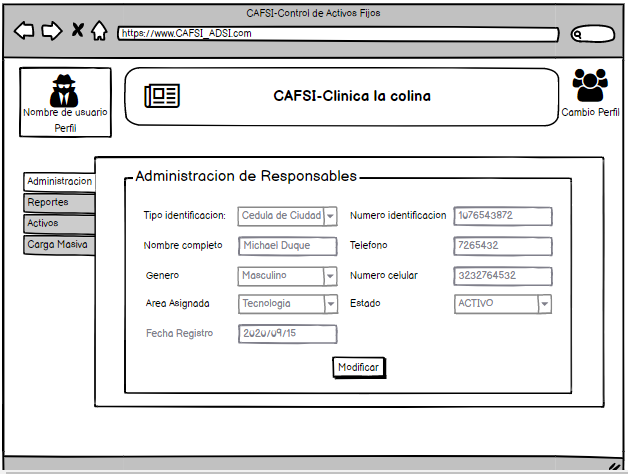 CAFSI-Control de Activos Fijos
https://www.CAFSI_ADSI.com
Nombre de usuario
Perfil
CAFSI-Clinica la colina
Cambio Perfil
Administracion
Reportes
Activos
Carga Masiva
Administracion de Responsables
Tipo identificacion: Cedula de Ciudad Numero identificacion 1076543872
Nombre completo Michael Duque Telefono 7265432
Genero Masculino Numero celular 3232764532
Area Asignada Tecnologia Estado ACTIVO
Fecha Registro 2020/09/15
Modificar